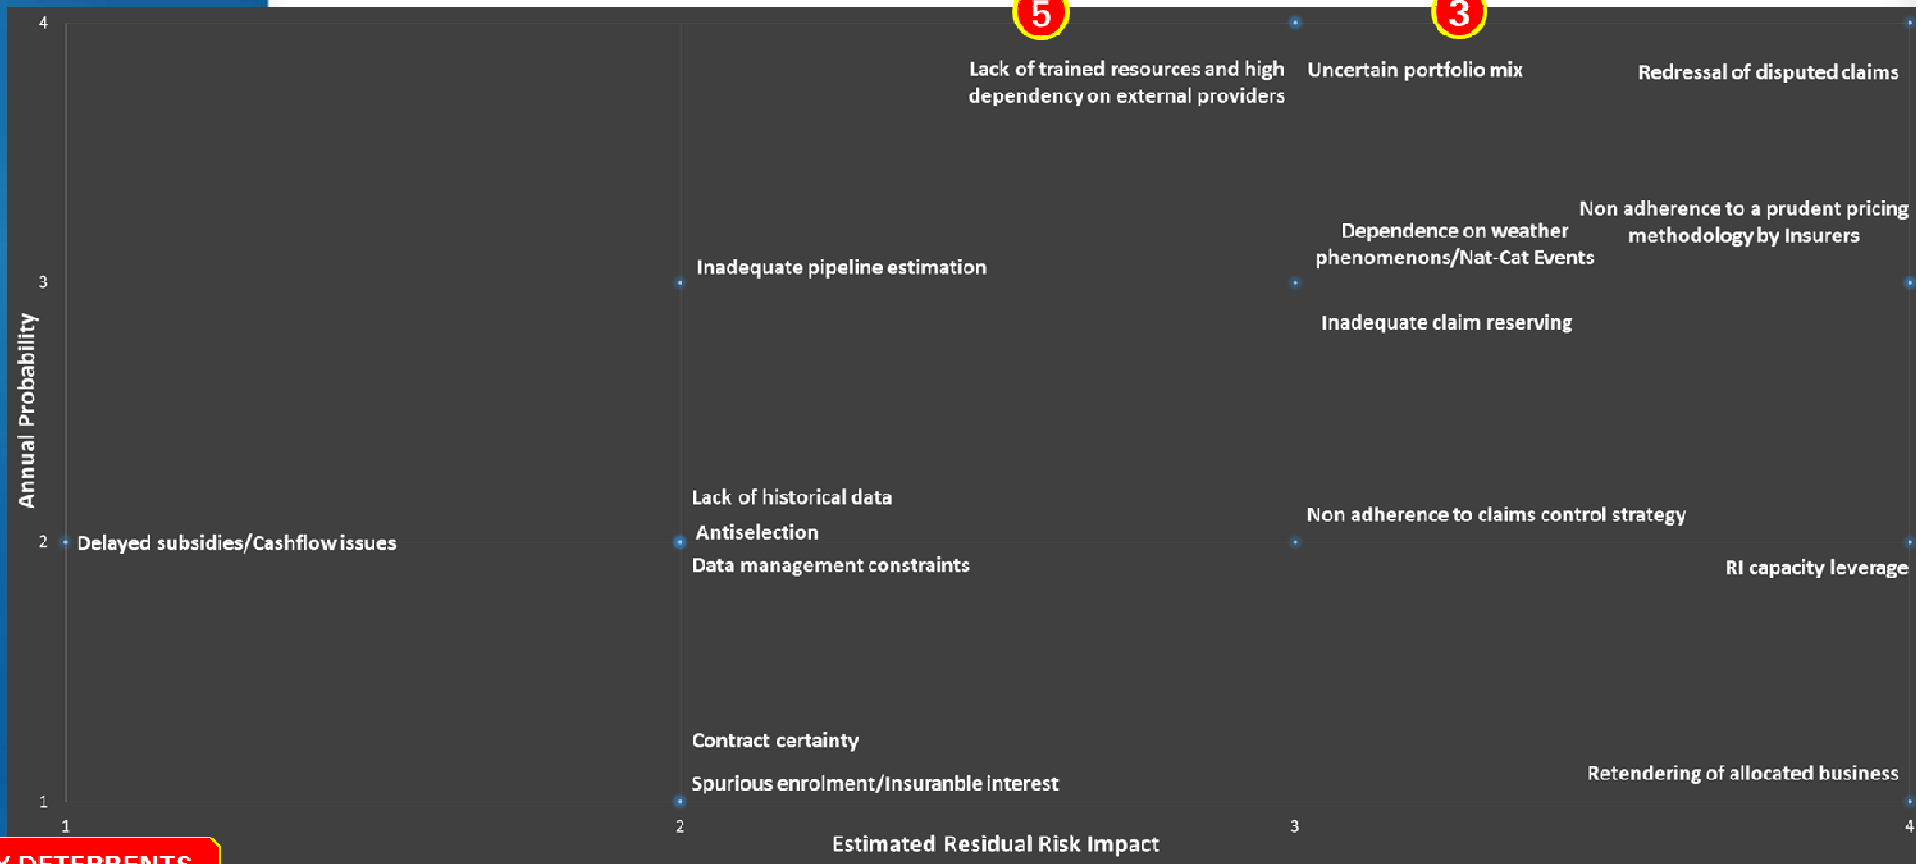 5
3
4
Lack of trained resources and high
dependency on external providers
Uncertain portfolio mix
Redressal of disputed claims
Non adherence to a prudent pricing
methodology by Insurers
Dependence on weather
phenomenons/Nat-Cat Events
Inadequate pipeline estimation
3
Inadequate claim reserving
Annual Probability
Lack of historical data
Non adherence to claims control strategy
Antiselection
2
Delayed subsidies/Cashflow issues
Data management constraints
RI capacity leverage
Contract certainty
Retendering of allocated business
Spurious enrolment/Insuranble interest
1
1
2
3
4
Estimated Residual Risk Impact
Y DETERRENTS